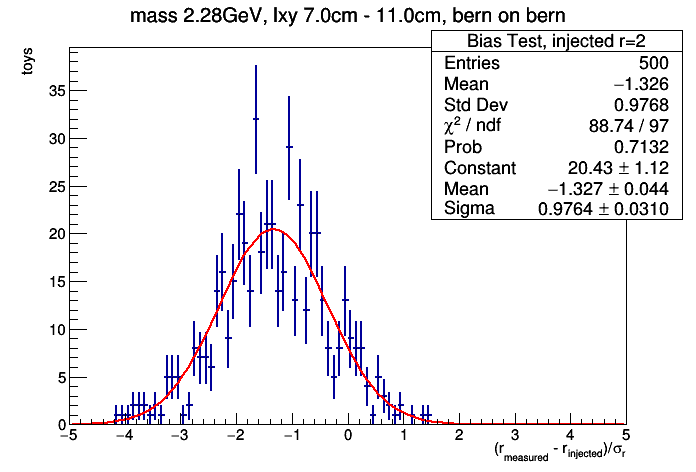 mass 2.28GeV, lxy 7.0cm - 11.0cm, bern on bern
Bias Test, injected r=2
Entries 500
Mean −1.326
Std Dev 0.9768
χ² / ndf 88.74 / 97
Prob 0.7132
Constant 20.43 ± 1.12
Mean −1.327 ± 0.044
Sigma 0.9764 ± 0.0310
toys
35
30
25
20
15
10
5
0
−5 −4 −3 −2 −1 0 1 2 3 4 5
(r_measured - r_injected)/σ_r